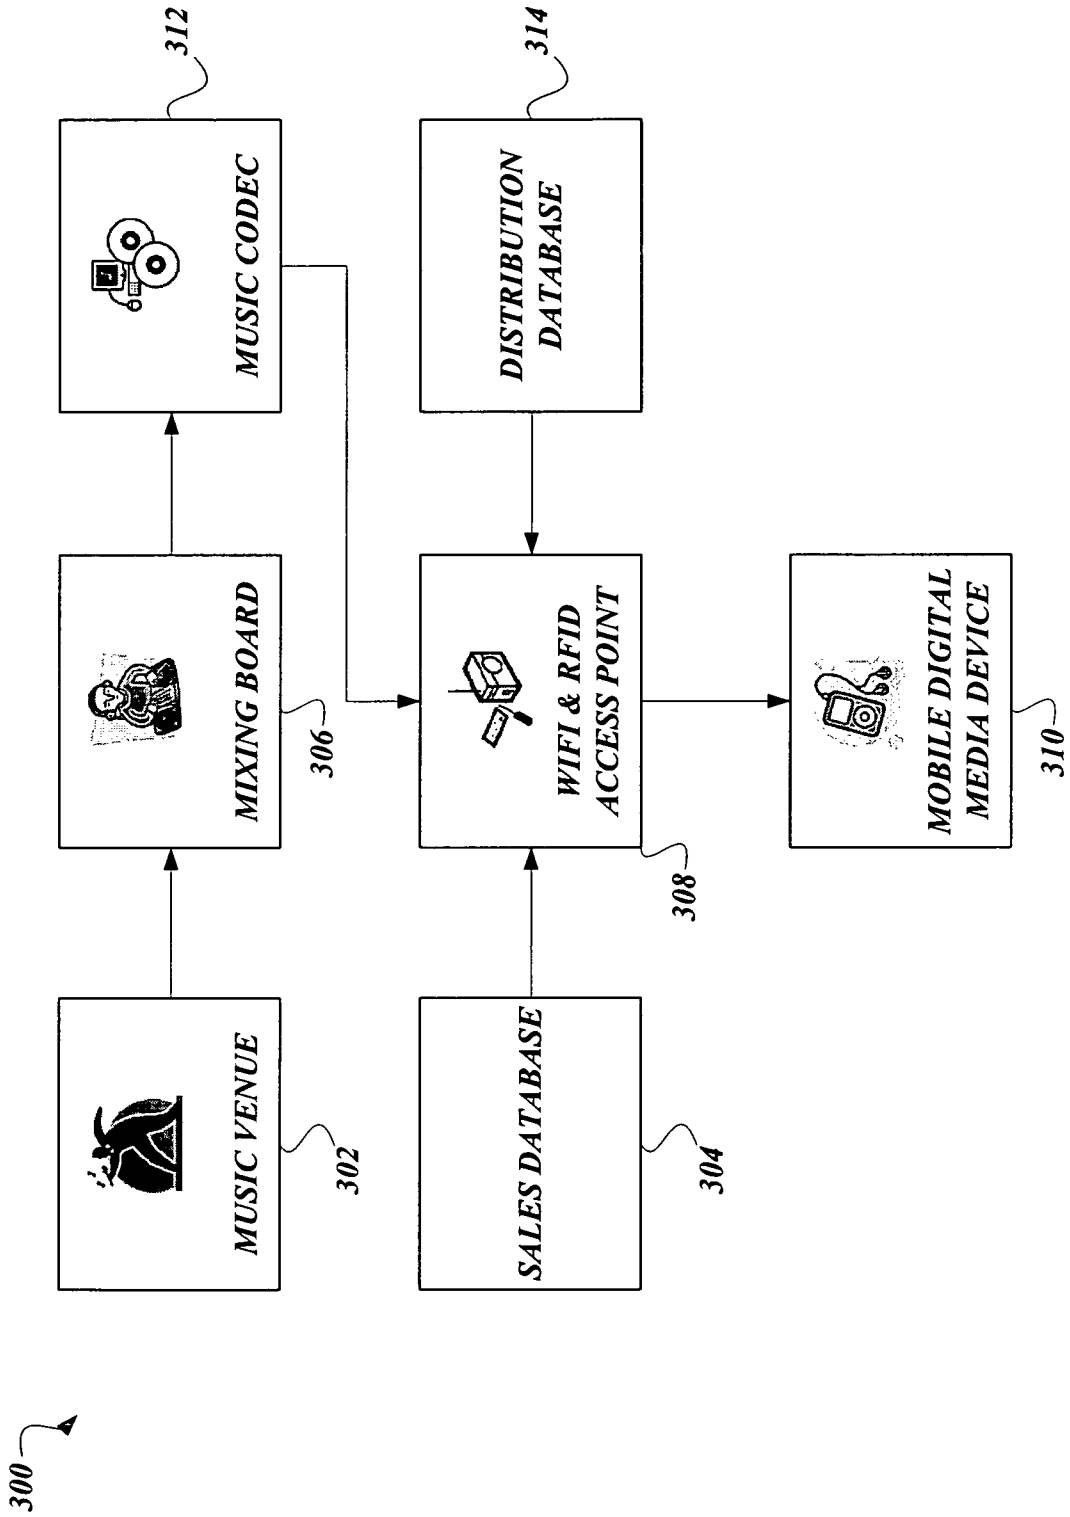 300
MUSIC VENUE
302
MIXING BOARD
306
MUSIC CODEC
312
SALES DATABASE
304
WIFI & RFID
ACCESS POINT
308
DISTRIBUTION
DATABASE
314
MOBILE DIGITAL
MEDIA DEVICE
310